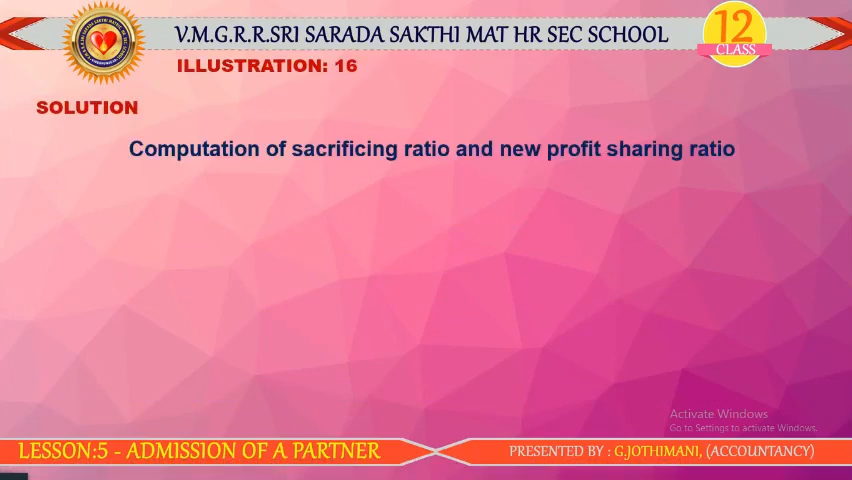 V.M.G.R.R.SRI SARADA SAKTHI MAT HR SEC SCHOOL
12
CLASS
ILLUSTRATION: 16
SOLUTION
Computation of sacrificing ratio and new profit sharing ratio
Activate Windows
Go to Settings to activate Windows.
LESSON:5 - ADMISSION OF A PARTNER
PRESENTED BY : G.JOTHIMANI, (ACCOUNTANCY)